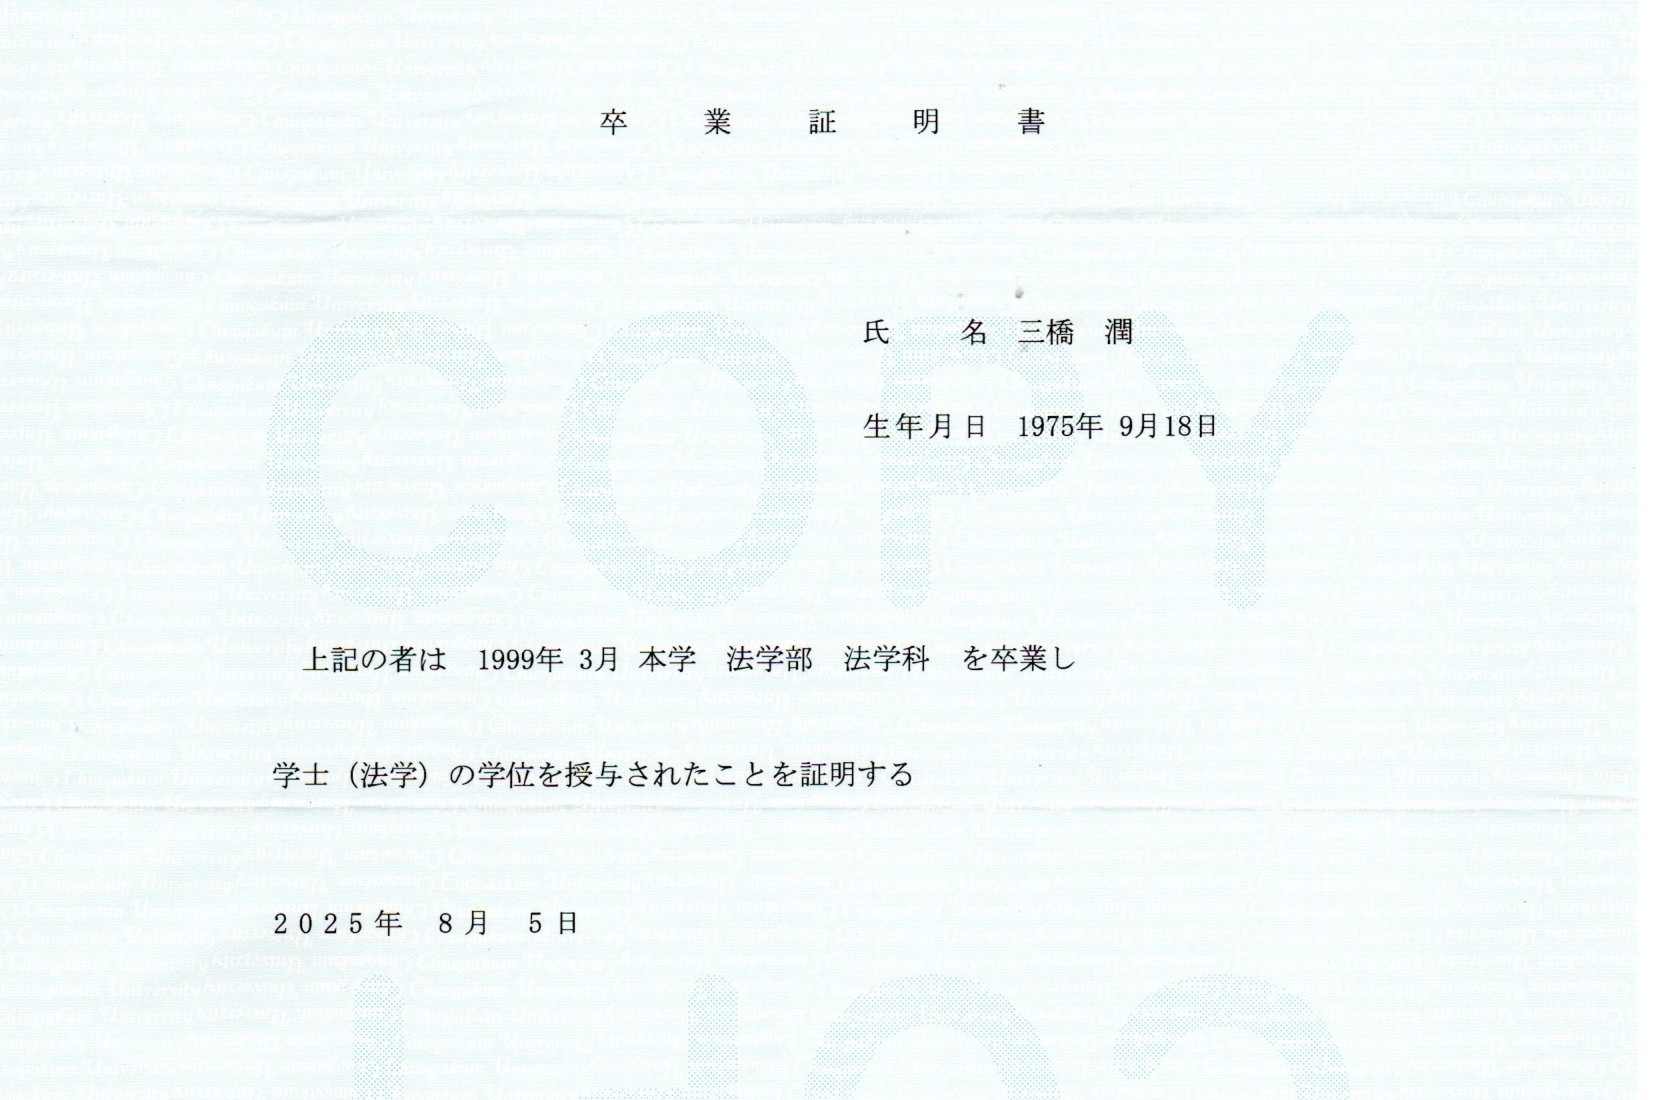 卒業証明書
氏名 三橋 潤
生年月日 1975年 9月18日
上記の者は 1999年 3月 本学 法学部 法学科 を卒業し
学士（法学）の学位を授与されたことを証明する
2025年 8月 5日
COPY